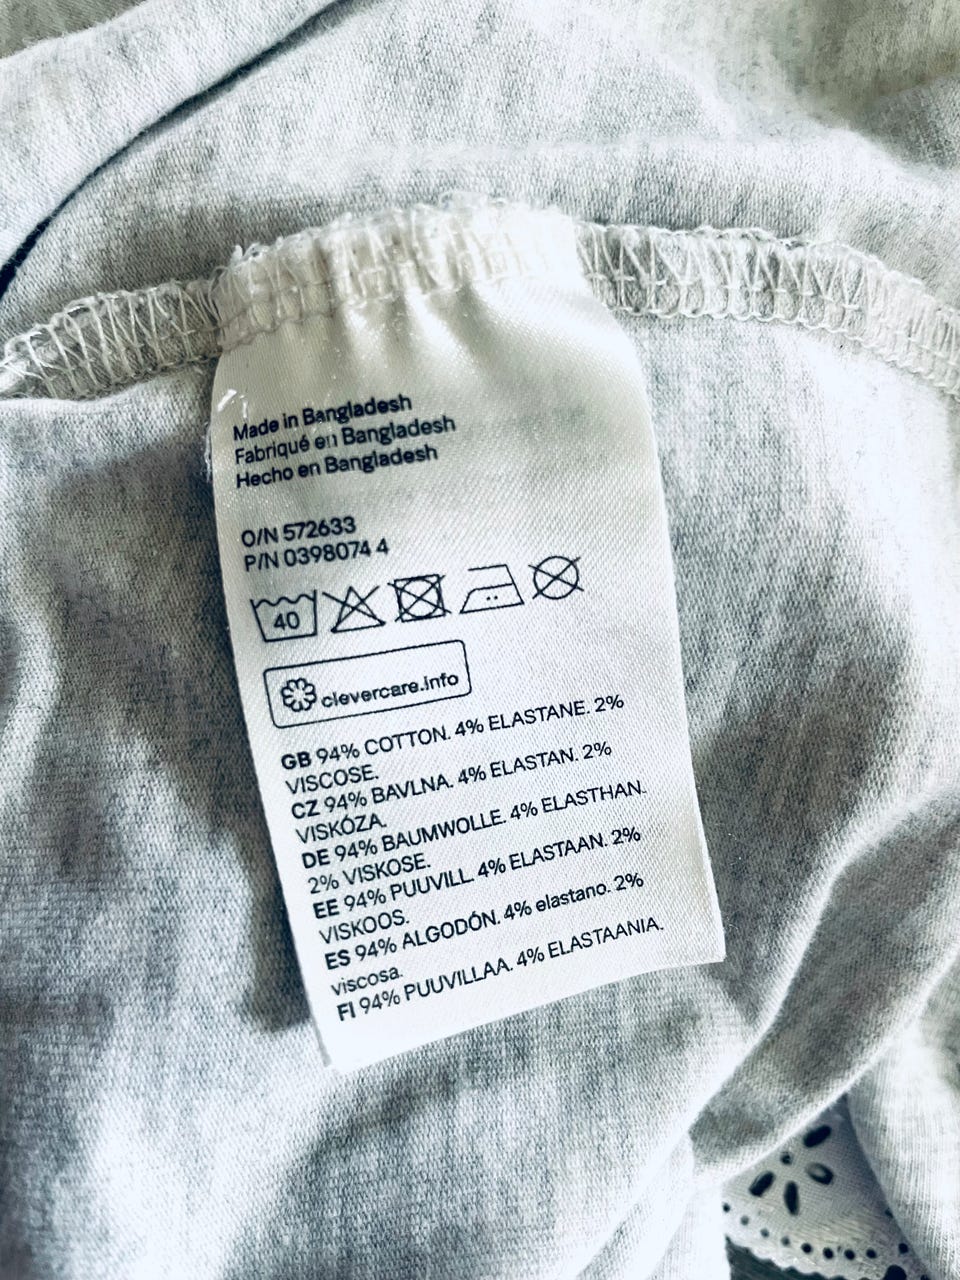 Made in Bangladesh
Fabriqué en Bangladesh
Hecho en Bangladesh
O/N 572633
P/N 0398074 4
40
clevercare.info
GB 94% COTTON. 4% ELASTANE. 2%
VISCOSE.
CZ 94% BAVLNA. 4% ELASTAN. 2%
VISKÓZA.
DE 94% BAUMWOLLE. 4% ELASTHAN.
2% VISKOSE.
EE 94% PUUVILL. 4% ELASTAAN. 2%
VISKOOS.
ES 94% ALGODÓN. 4% elastano. 2%
viscosa.
FI 94% PUUVILLAA. 4% ELASTAANIA.